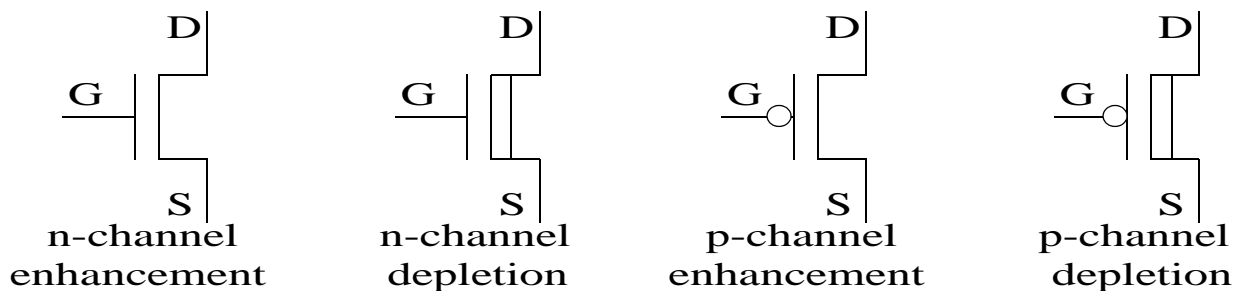 D D D D
G G G G
S S S S
n-channel n-channel p-channel p-channel
enhancement depletion enhancement depletion